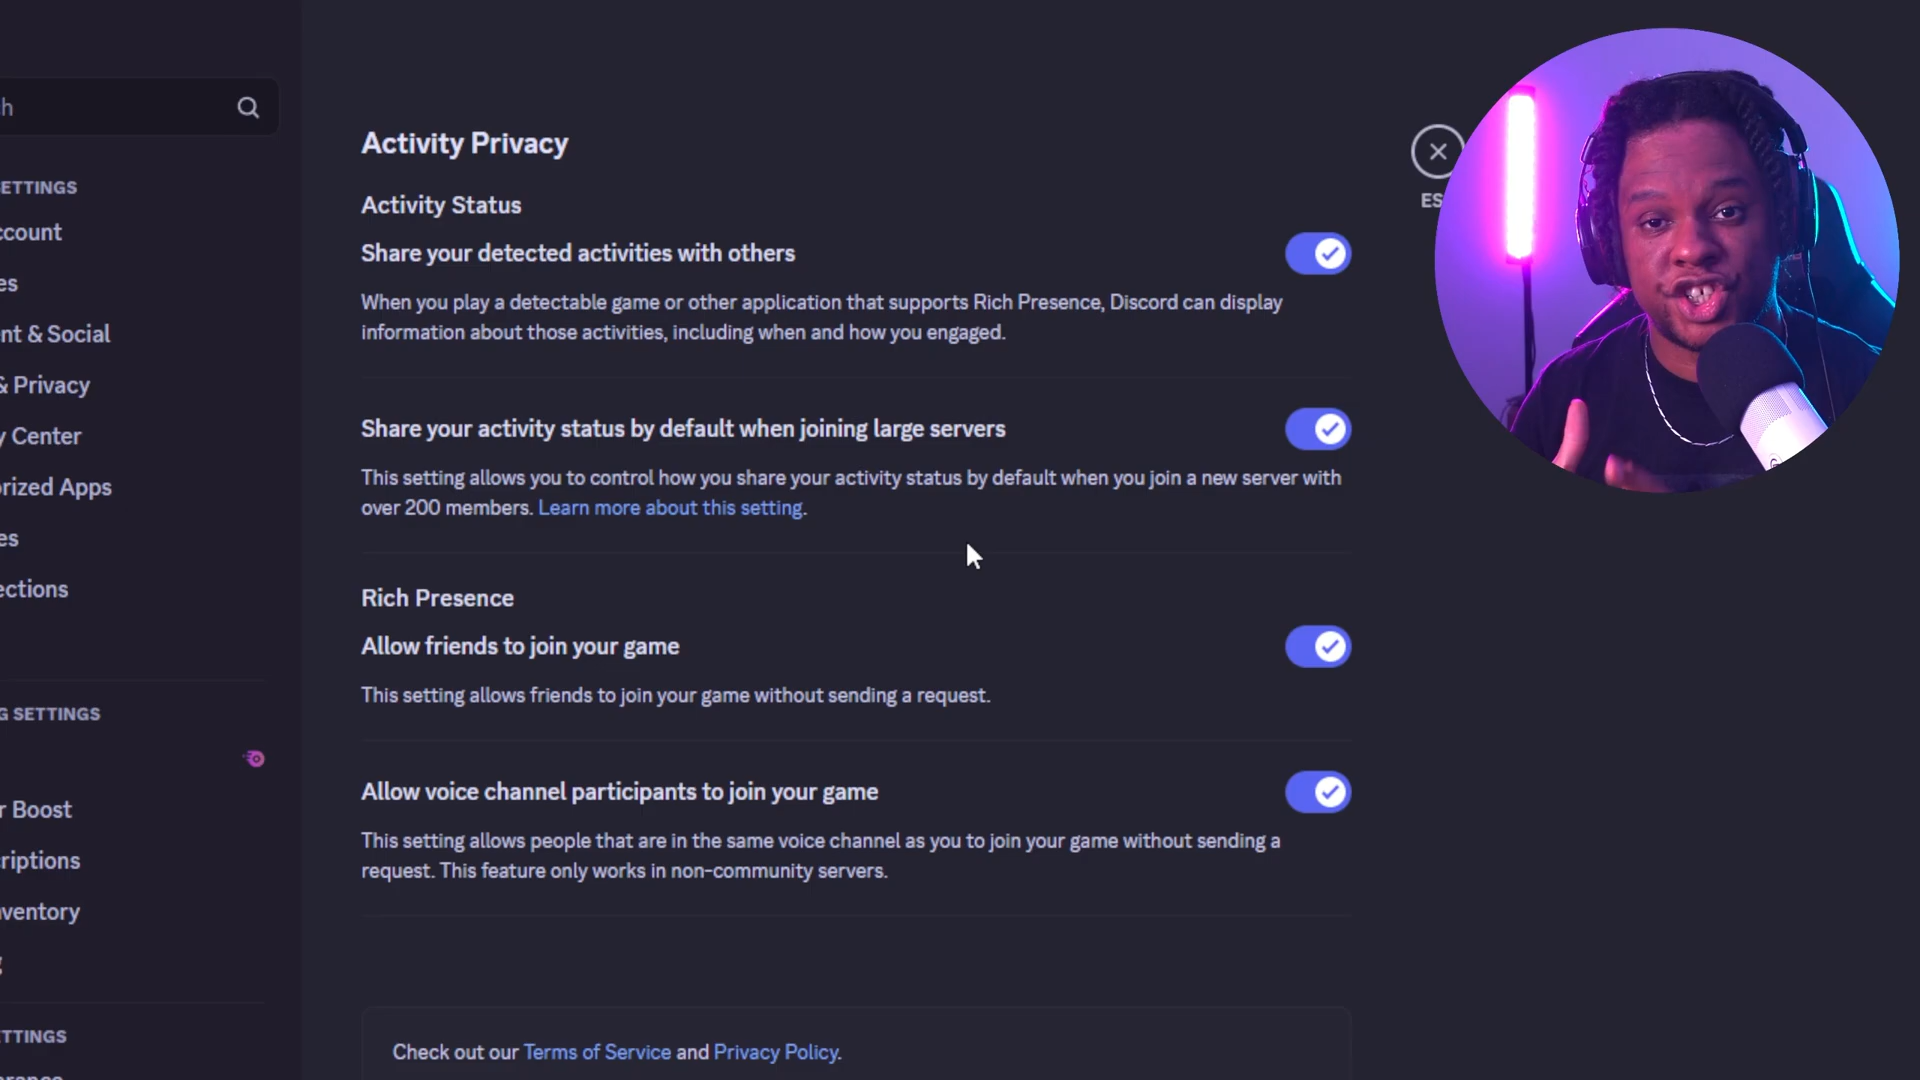 h
ETTINGS
ccount
es
nt & Social
& Privacy
y Center
rized Apps
es
ections
G SETTINGS
r Boost
criptions
nventory
g
TTINGS
Activity Privacy
ES
Activity Status
Share your detected activities with others
When you play a detectable game or other application that supports Rich Presence, Discord can display
information about those activities, including when and how you engaged.
Share your activity status by default when joining large servers
This setting allows you to control how you share your activity status by default when you join a new server with
over 200 members. Learn more about this setting.
Rich Presence
Allow friends to join your game
This setting allows friends to join your game without sending a request.
Allow voice channel participants to join your game
This setting allows people that are in the same voice channel as you to join your game without sending a
request. This feature only works in non-community servers.
Check out our Terms of Service and Privacy Policy.